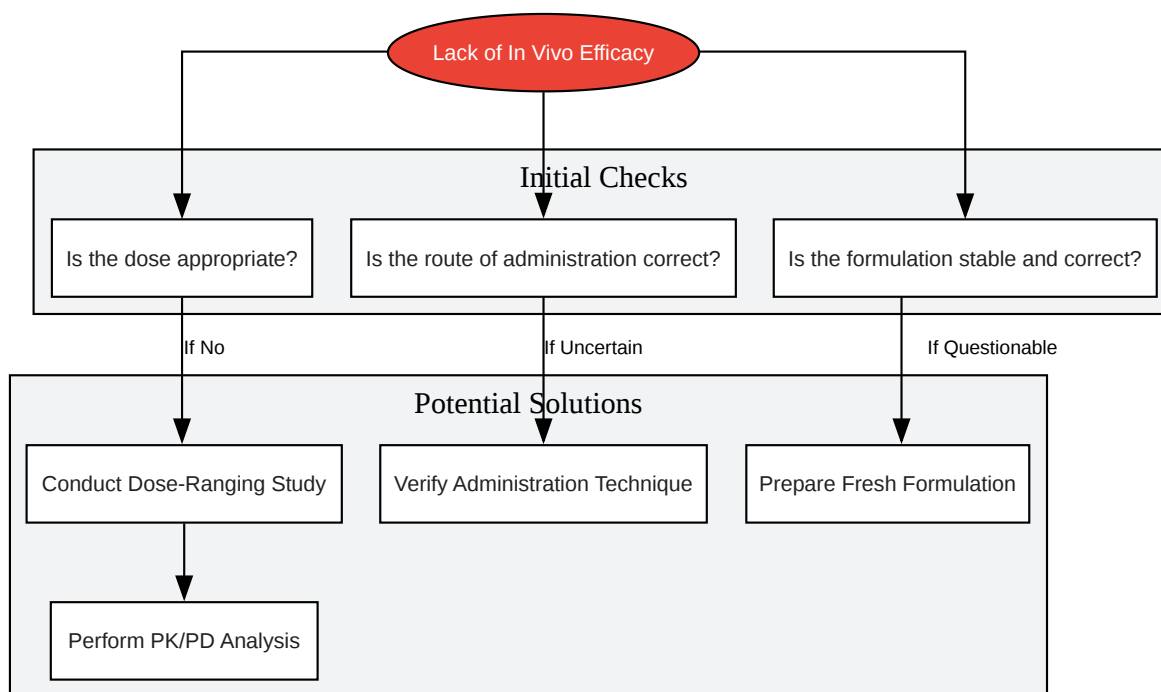 Lack of In Vivo Efficacy
Initial Checks
Is the dose appropriate?
Is the route of administration correct?
Is the formulation stable and correct?
If No
If Uncertain
If Questionable
Potential Solutions
Conduct Dose-Ranging Study
Verify Administration Technique
Prepare Fresh Formulation
Perform PK/PD Analysis